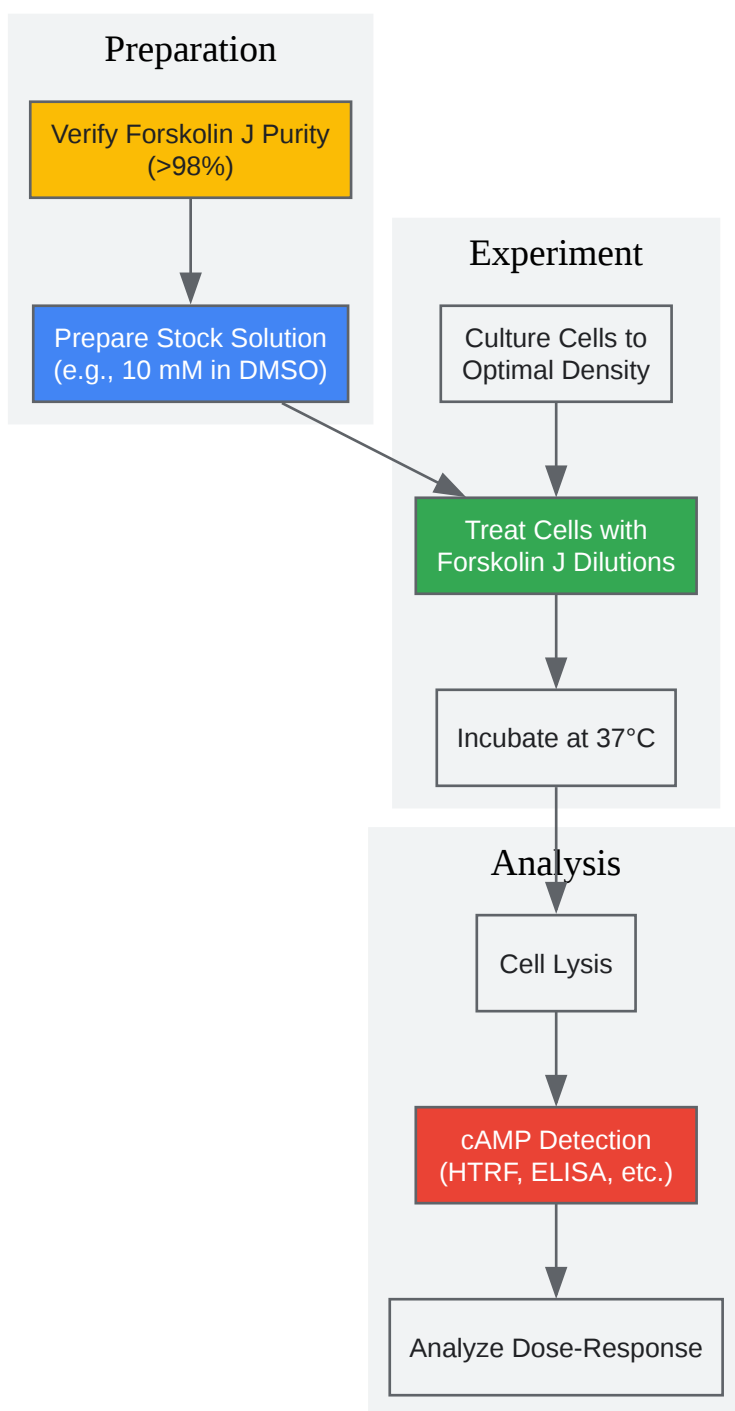 Preparation
Verify Forskolin J Purity
(>98%)
Prepare Stock Solution
(e.g., 10 mM in DMSO)
Experiment
Culture Cells to
Optimal Density
Treat Cells with
Forskolin J Dilutions
Incubate at 37°C
Analysis
Cell Lysis
cAMP Detection
(HTRF, ELISA, etc.)
Analyze Dose-Response